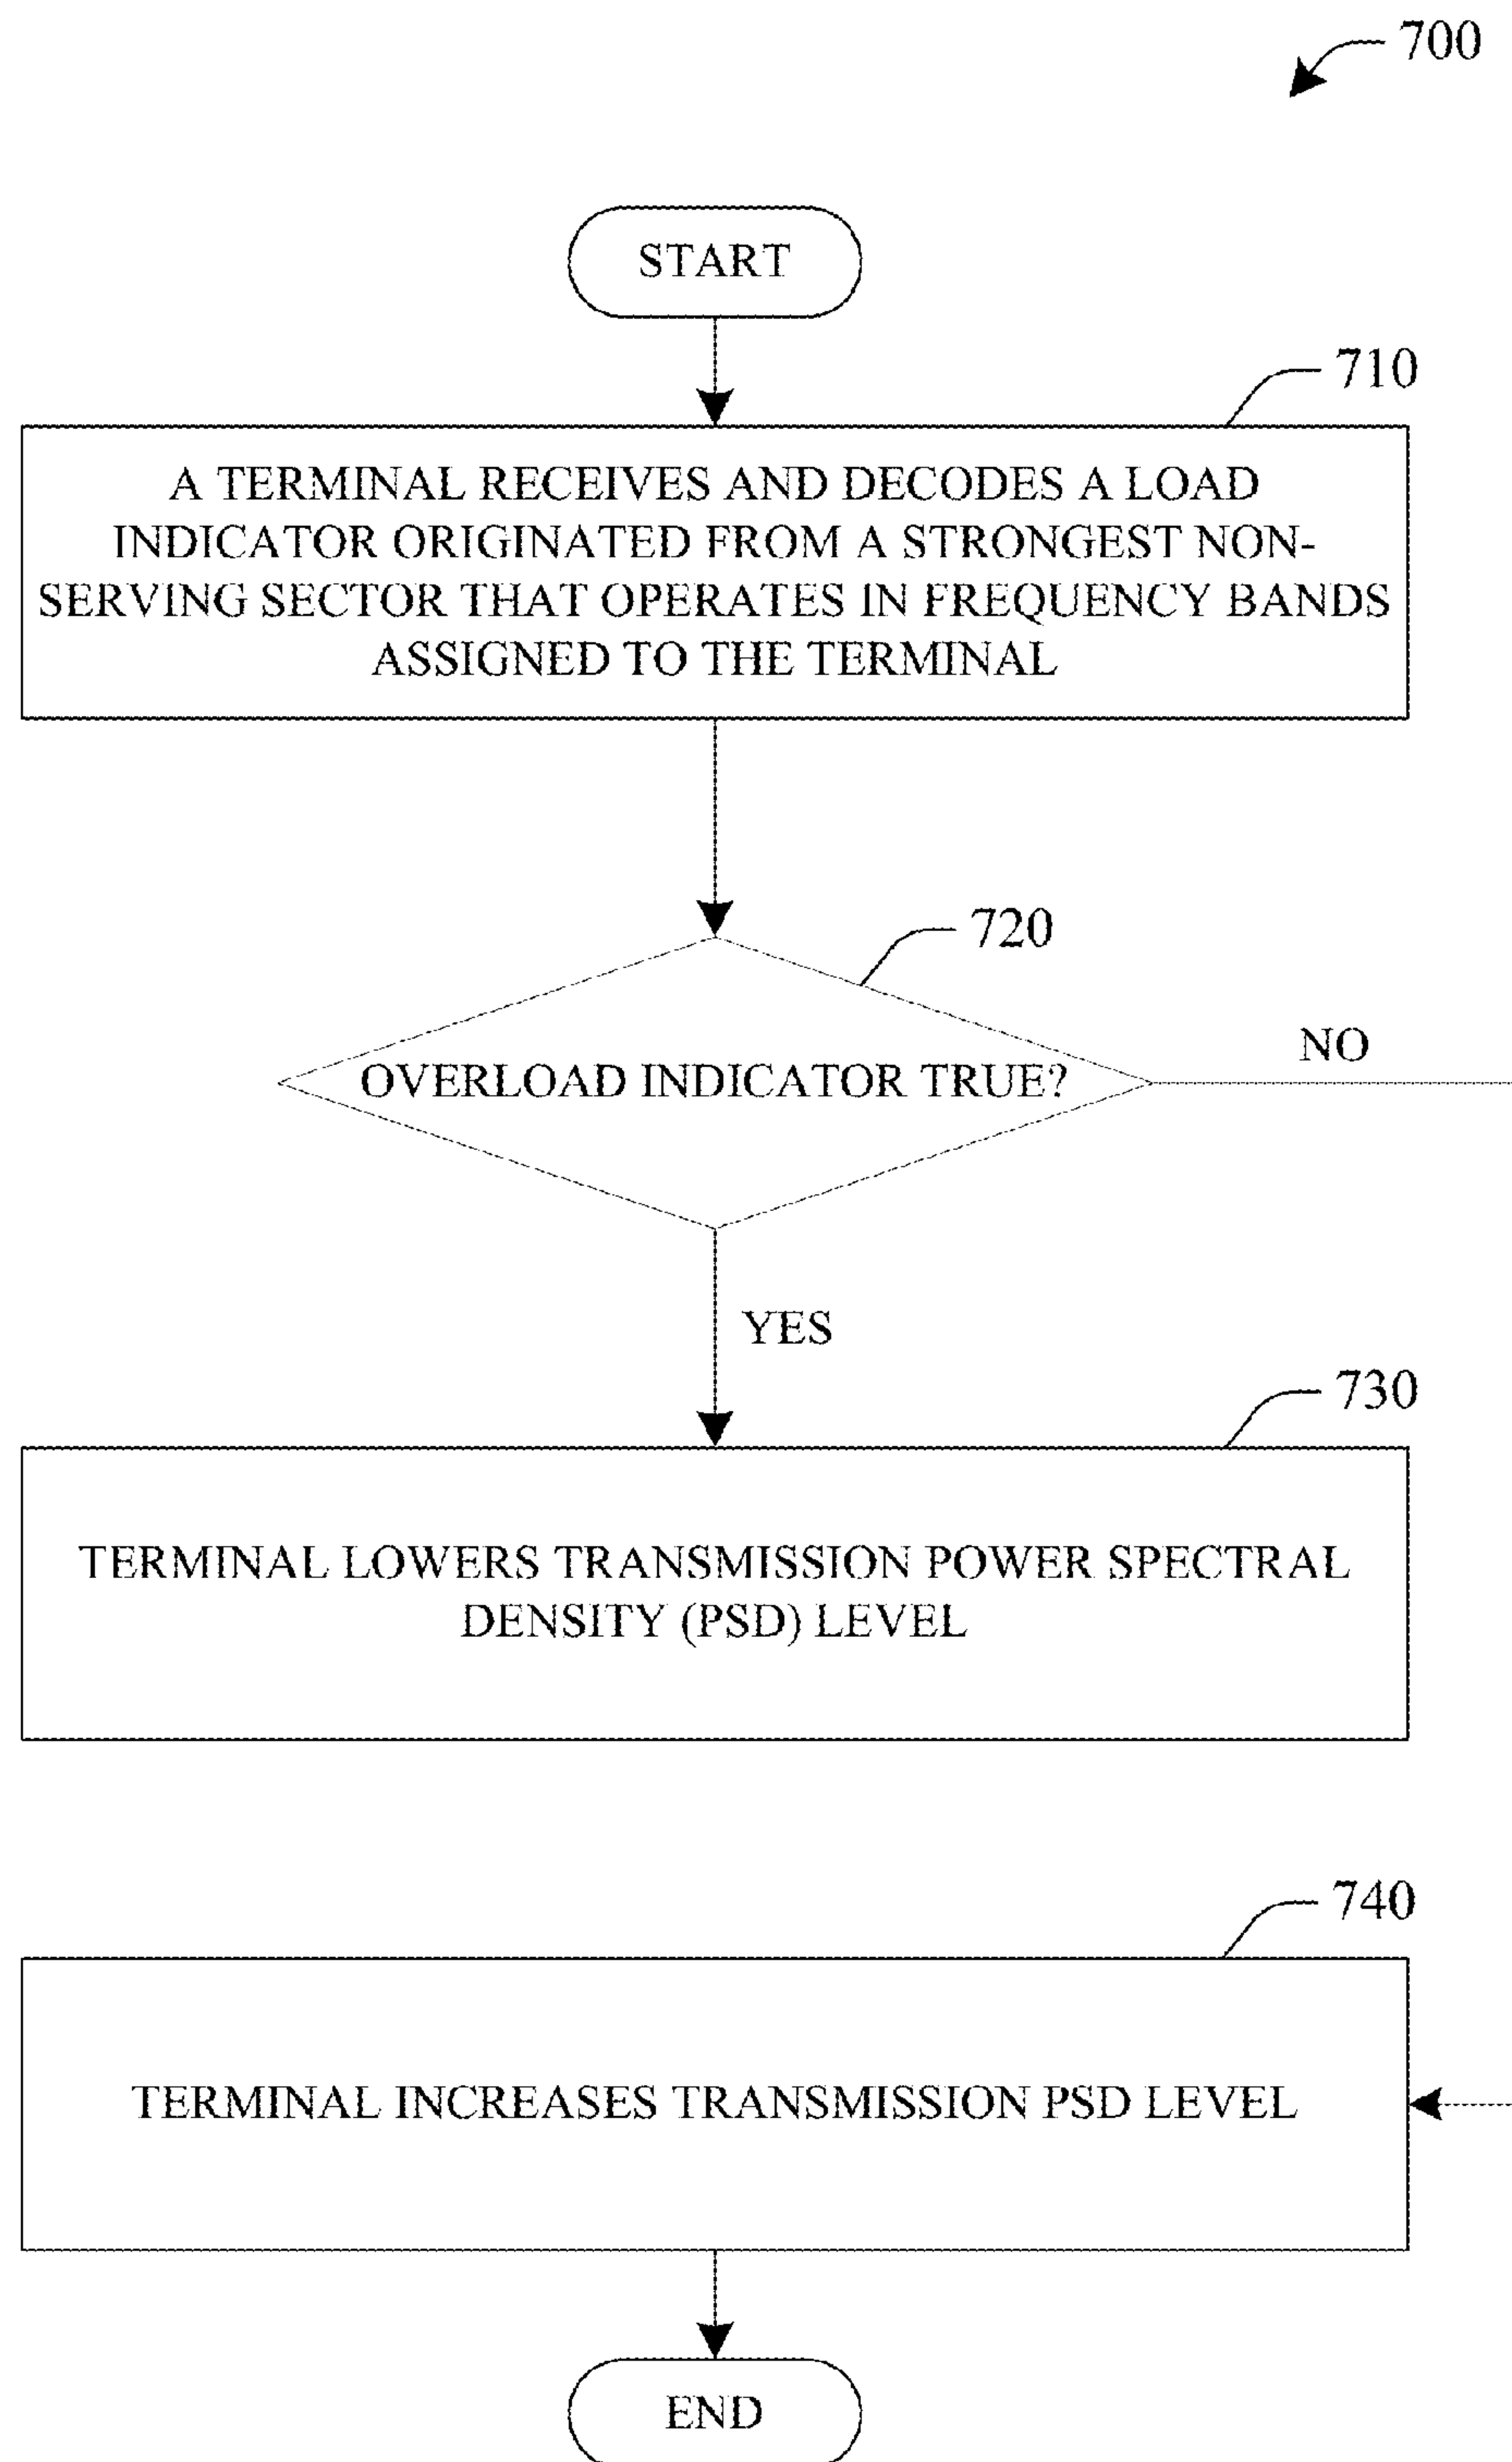 700
START
710
A TERMINAL RECEIVES AND DECODES A LOAD
INDICATOR ORIGINATED FROM A STRONGEST NON-
SERVING SECTOR THAT OPERATES IN FREQUENCY BANDS
ASSIGNED TO THE TERMINAL
720
OVERLOAD INDICATOR TRUE?
NO
YES
730
TERMINAL LOWERS TRANSMISSION POWER SPECTRAL
DENSITY (PSD) LEVEL
740
TERMINAL INCREASES TRANSMISSION PSD LEVEL
END